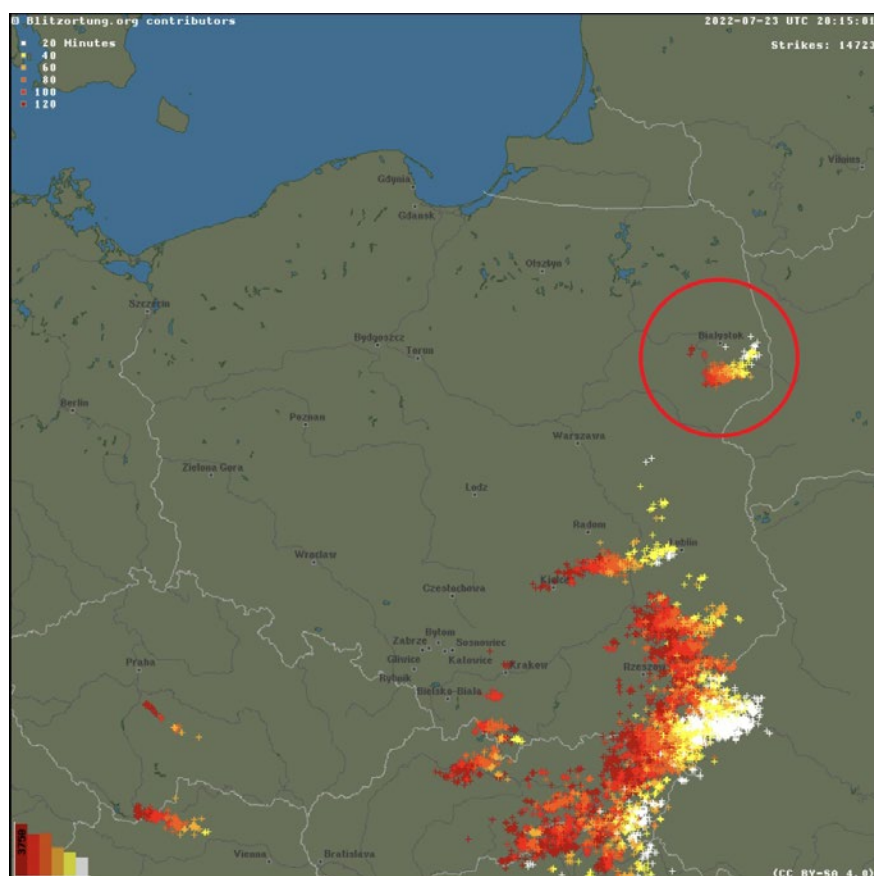 © Blitzortung.org contributors
2022-07-23 UTC 20:15:01
20 Minutes
Strikes: 14723
40
60
80
100
120
Vilnius
Gdynia
Gdansk
Olsztyn
Szczecin
Bialystok
Bydgoszcz
Torun
Berlin
Poznan
Warszawa
Zielona Gora
Lodz
Radom
Lublin
Wroclaw
Kielce
Czestochowa
Bytom
Zabrze
Sosnowiec
Gliwice
Katowice
Praha
Krakow
Rzeszow
Rybnik
Bielsko-Biala
3750
Vienna
Bratislava
(CC BY-SA 4.0)